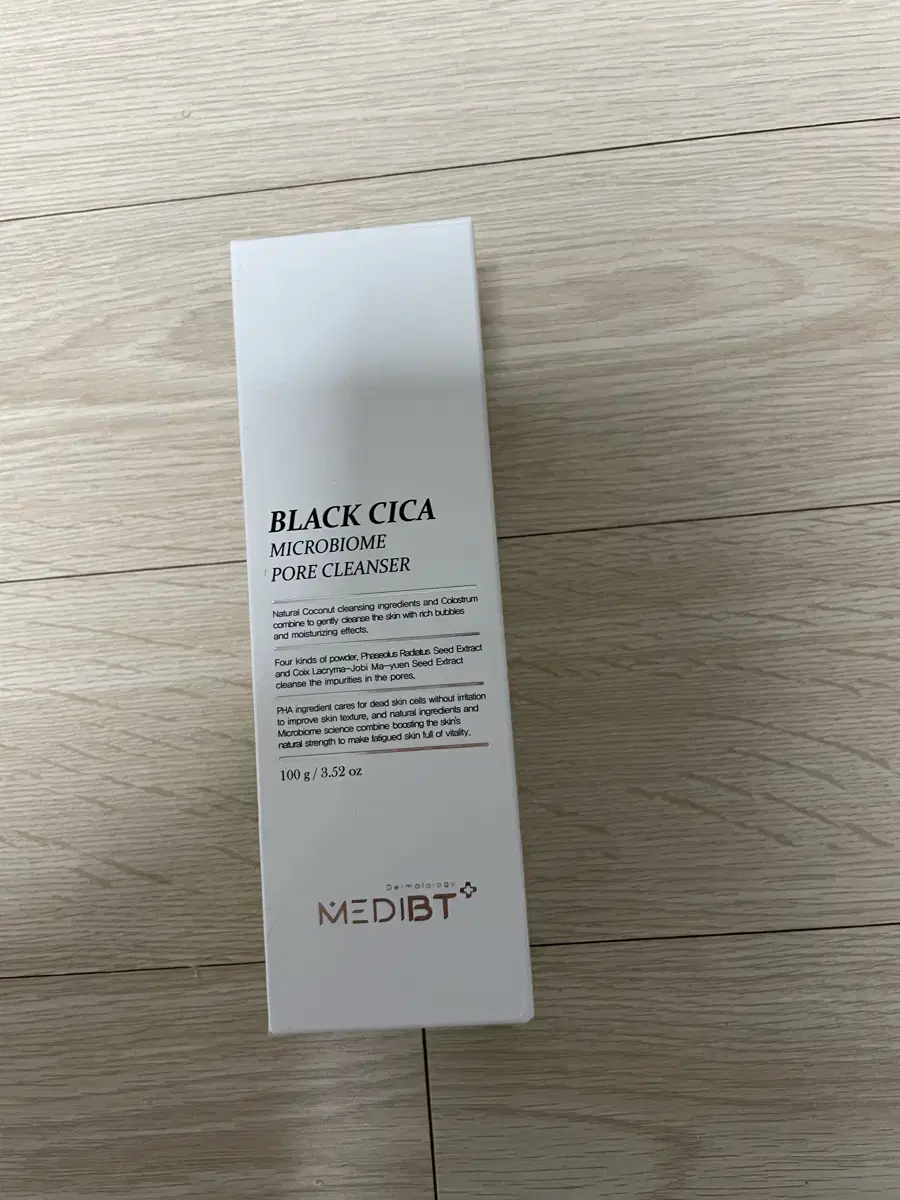 BLACK CICA
MICROBIOME
PORE CLEANSER
Natural Coconut cleansing ingredients and Colostrum
combine to gently cleanse the skin with rich bubbles
and moisturizing effects.
Four kinds of powder, Phaseolus Radiatus Seed Extract
and Coix Lacryma-Jobi Ma-yuen Seed Extract
cleanse the impurities in the pores.
PHA ingredient cares for dead skin cells without irritation
to improve skin texture, and natural ingredients and
Microbiome science combine boosting the skin's
natural strength to make fatigued skin full of vitality.
100 g / 3.52 oz
Dermatology
MEDIBT